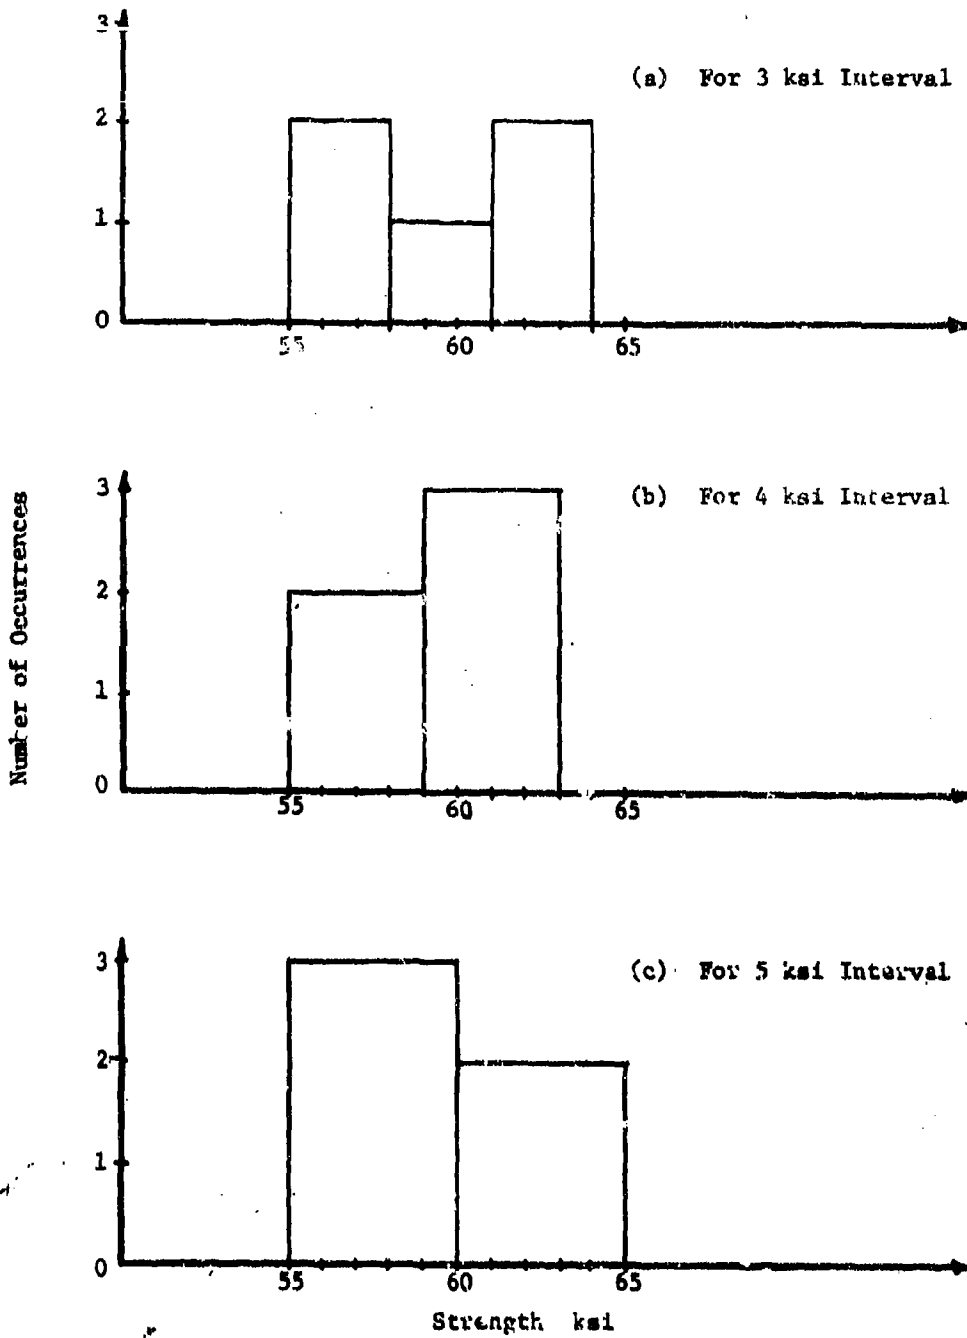 3
(a) For 3 ksi Interval
2
1
0
55 60 65
Number of Occurrences
3
(b) For 4 ksi Interval
2
1
0
55 60 65
3
(c) For 5 ksi Interval
2
1
0
55 60 65
Strength ksi